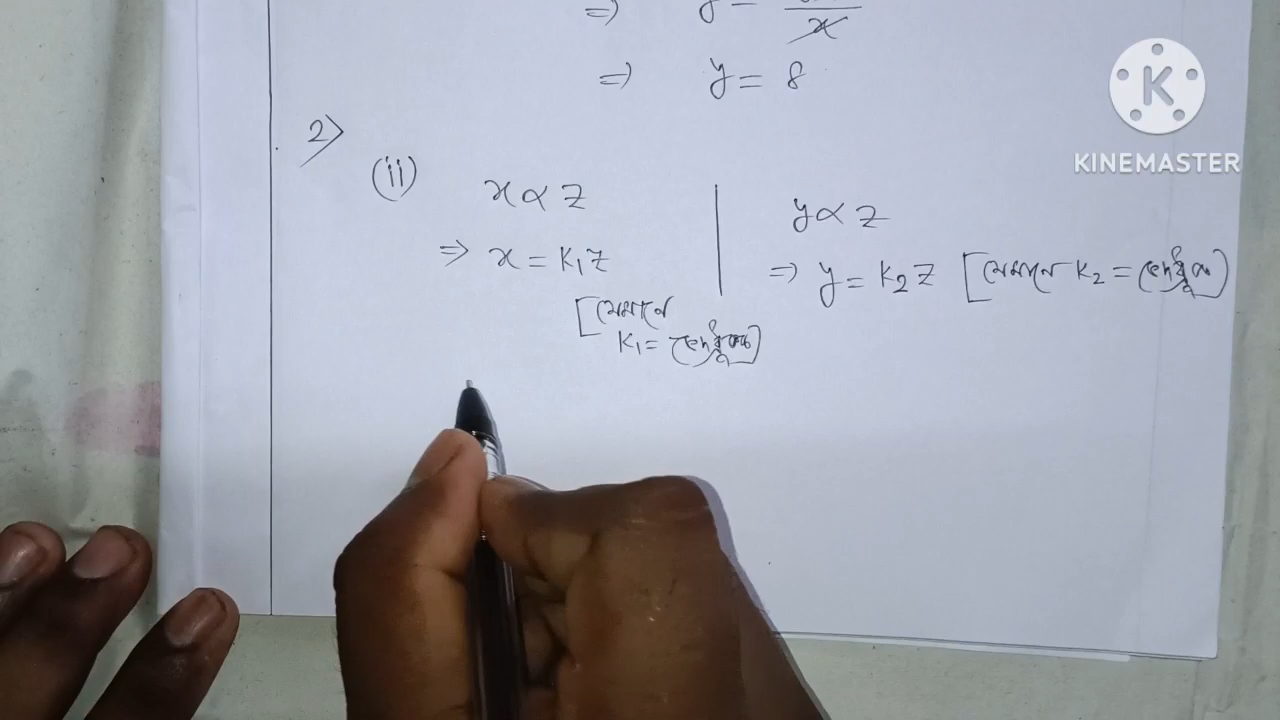 => y = x
=> y = 8
2>
(ii)
x ∝ z
=> x = K₁z
[যেখানে
K₁ = ভেদ ধ্রুবক]
y ∝ z
=> y = K₂z [যেখানে K₂ = ভেদ ধ্রুবক]
K
KINEMASTER